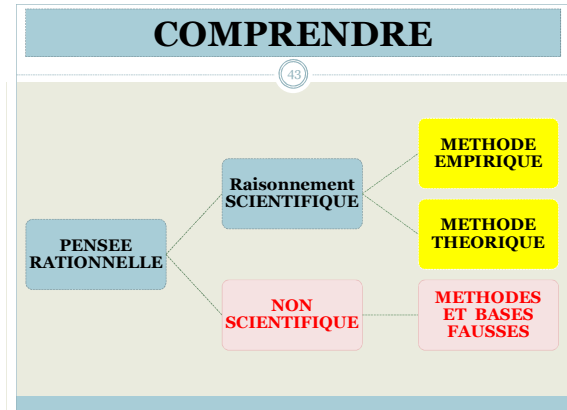 COMPRENDRE
43
PENSEE
RATIONNELLE
Raisonnement
SCIENTIFIQUE
METHODE
EMPIRIQUE
METHODE
THEORIQUE
NON
SCIENTIFIQUE
METHODES
ET BASES
FAUSSES